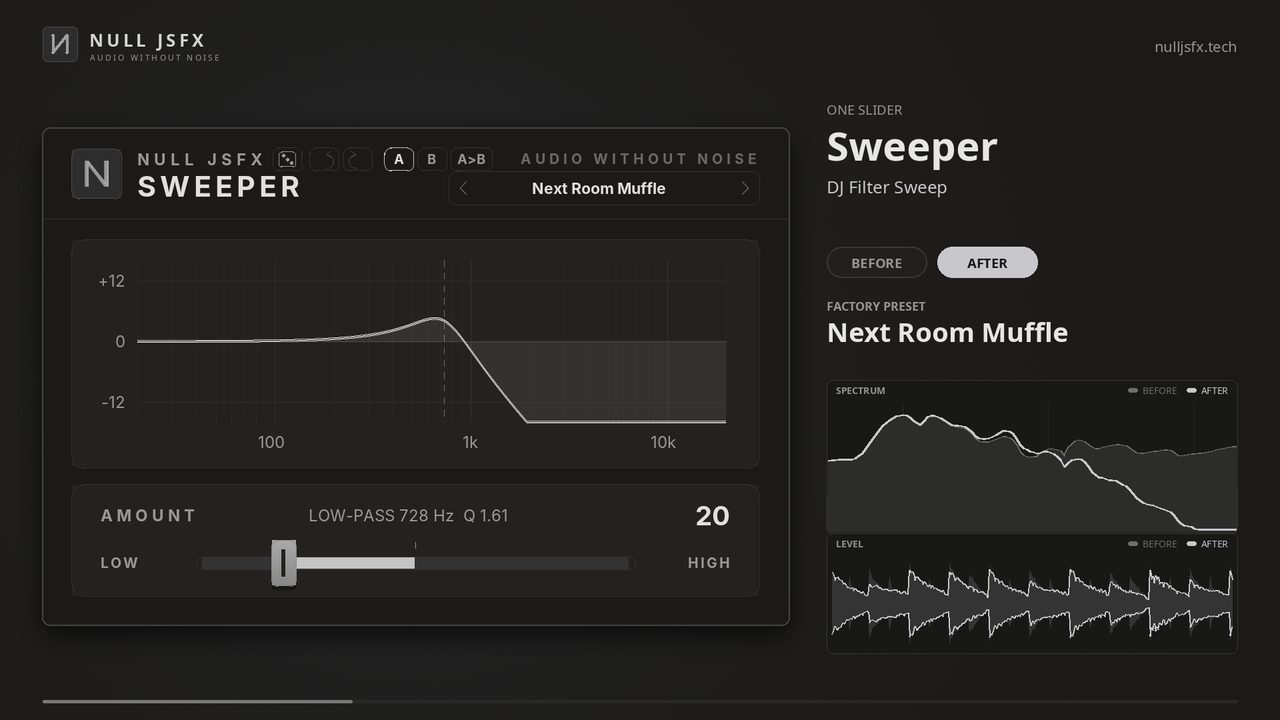 NULL JSFX
AUDIO WITHOUT NOISE
nulljsfx.tech
N
NULL JSFX
A
B
A>B
AUDIO WITHOUT NOISE
SWEEPER
Next Room Muffle
+12
0
-12
100
1k
10k
AMOUNT
LOW-PASS 728 Hz Q 1.61
20
LOW
HIGH
ONE SLIDER
Sweeper
DJ Filter Sweep
BEFORE
AFTER
FACTORY PRESET
Next Room Muffle
SPECTRUM
BEFORE
AFTER
LEVEL
BEFORE
AFTER